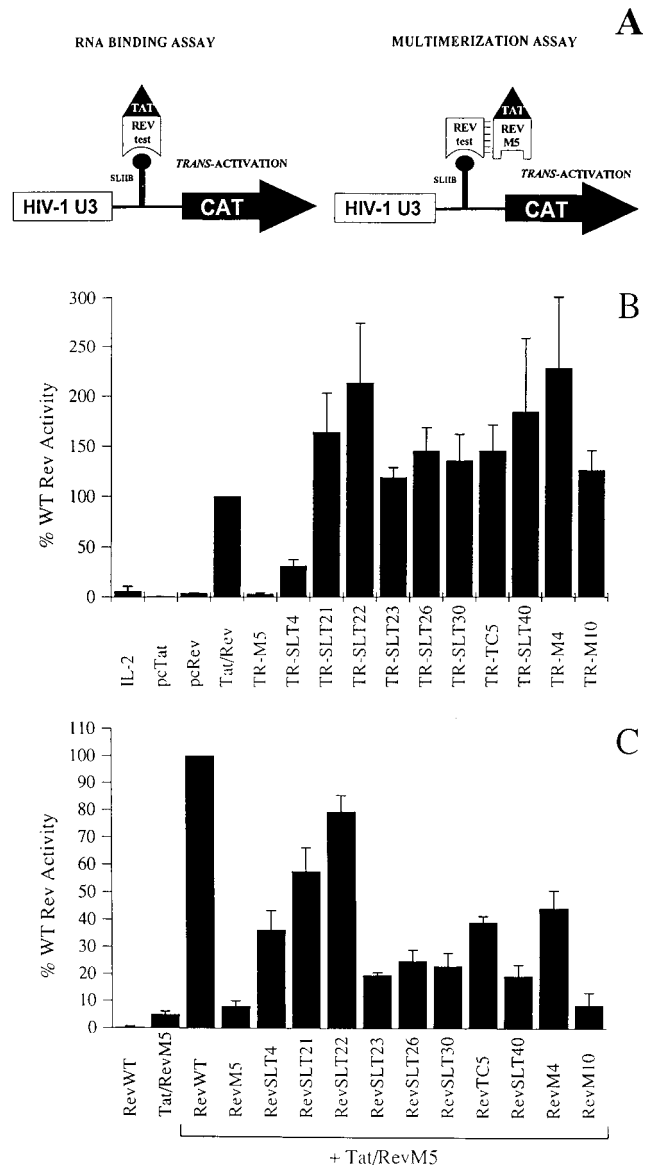 A
RNA BINDING ASSAY
MULTIMERIZATION ASSAY
TAT
REV
test
SLIIB
TRANS-ACTIVATION
HIV-1 U3
CAT
TAT
REV
test
REV
M5
SLIIB
TRANS-ACTIVATION
HIV-1 U3
CAT
B
% WT Rev Activity
300
250
200
150
100
50
0
IL-2
pcTat
pcRev
Tat/Rev
TR-M5
TR-SLT4
TR-SLT21
TR-SLT22
TR-SLT23
TR-SLT26
TR-SLT30
TR-TC5
TR-SLT40
TR-M4
TR-M10
C
% WT Rev Activity
110
100
90
80
70
60
50
40
30
20
10
0
RevWT
Tat/RevM5
RevWT
RevM5
RevSLT4
RevSLT21
RevSLT22
RevSLT23
RevSLT26
RevSLT30
RevTC5
RevSLT40
RevM4
RevM10
+ Tat/RevM5